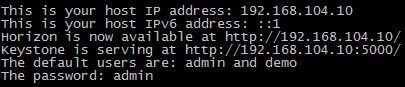 This is your host IP address: 192.168.104.10
This is your host IPv6 address: ::1
Horizon is now available at http://192.168.104.10/
Keystone is serving at http://192.168.104.10:5000/
The default users are: admin and demo
The password: admin